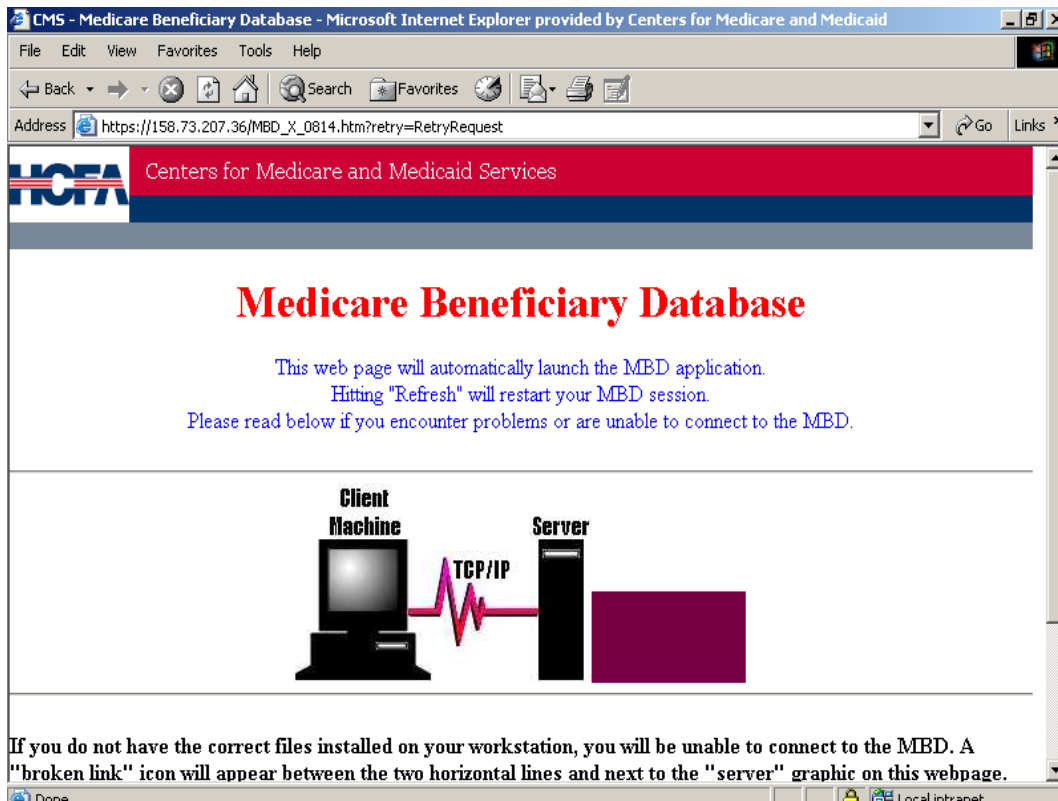 CMS - Medicare Beneficiary Database - Microsoft Internet Explorer provided by Centers for Medicare and Medicaid
File Edit View Favorites Tools Help
Back Search Favorites
Address https://158.73.207.36/MBD_X_0814.htm?retry=RetryRequest Go Links
HCFA Centers for Medicare and Medicaid Services
Medicare Beneficiary Database
This web page will automatically launch the MBD application.
Hitting "Refresh" will restart your MBD session.
Please read below if you encounter problems or are unable to connect to the MBD.
Client
Machine
Server
TCP/IP
If you do not have the correct files installed on your workstation, you will be unable to connect to the MBD. A
"broken link" icon will appear between the two horizontal lines and next to the "server" graphic on this webpage.
Done Local intranet